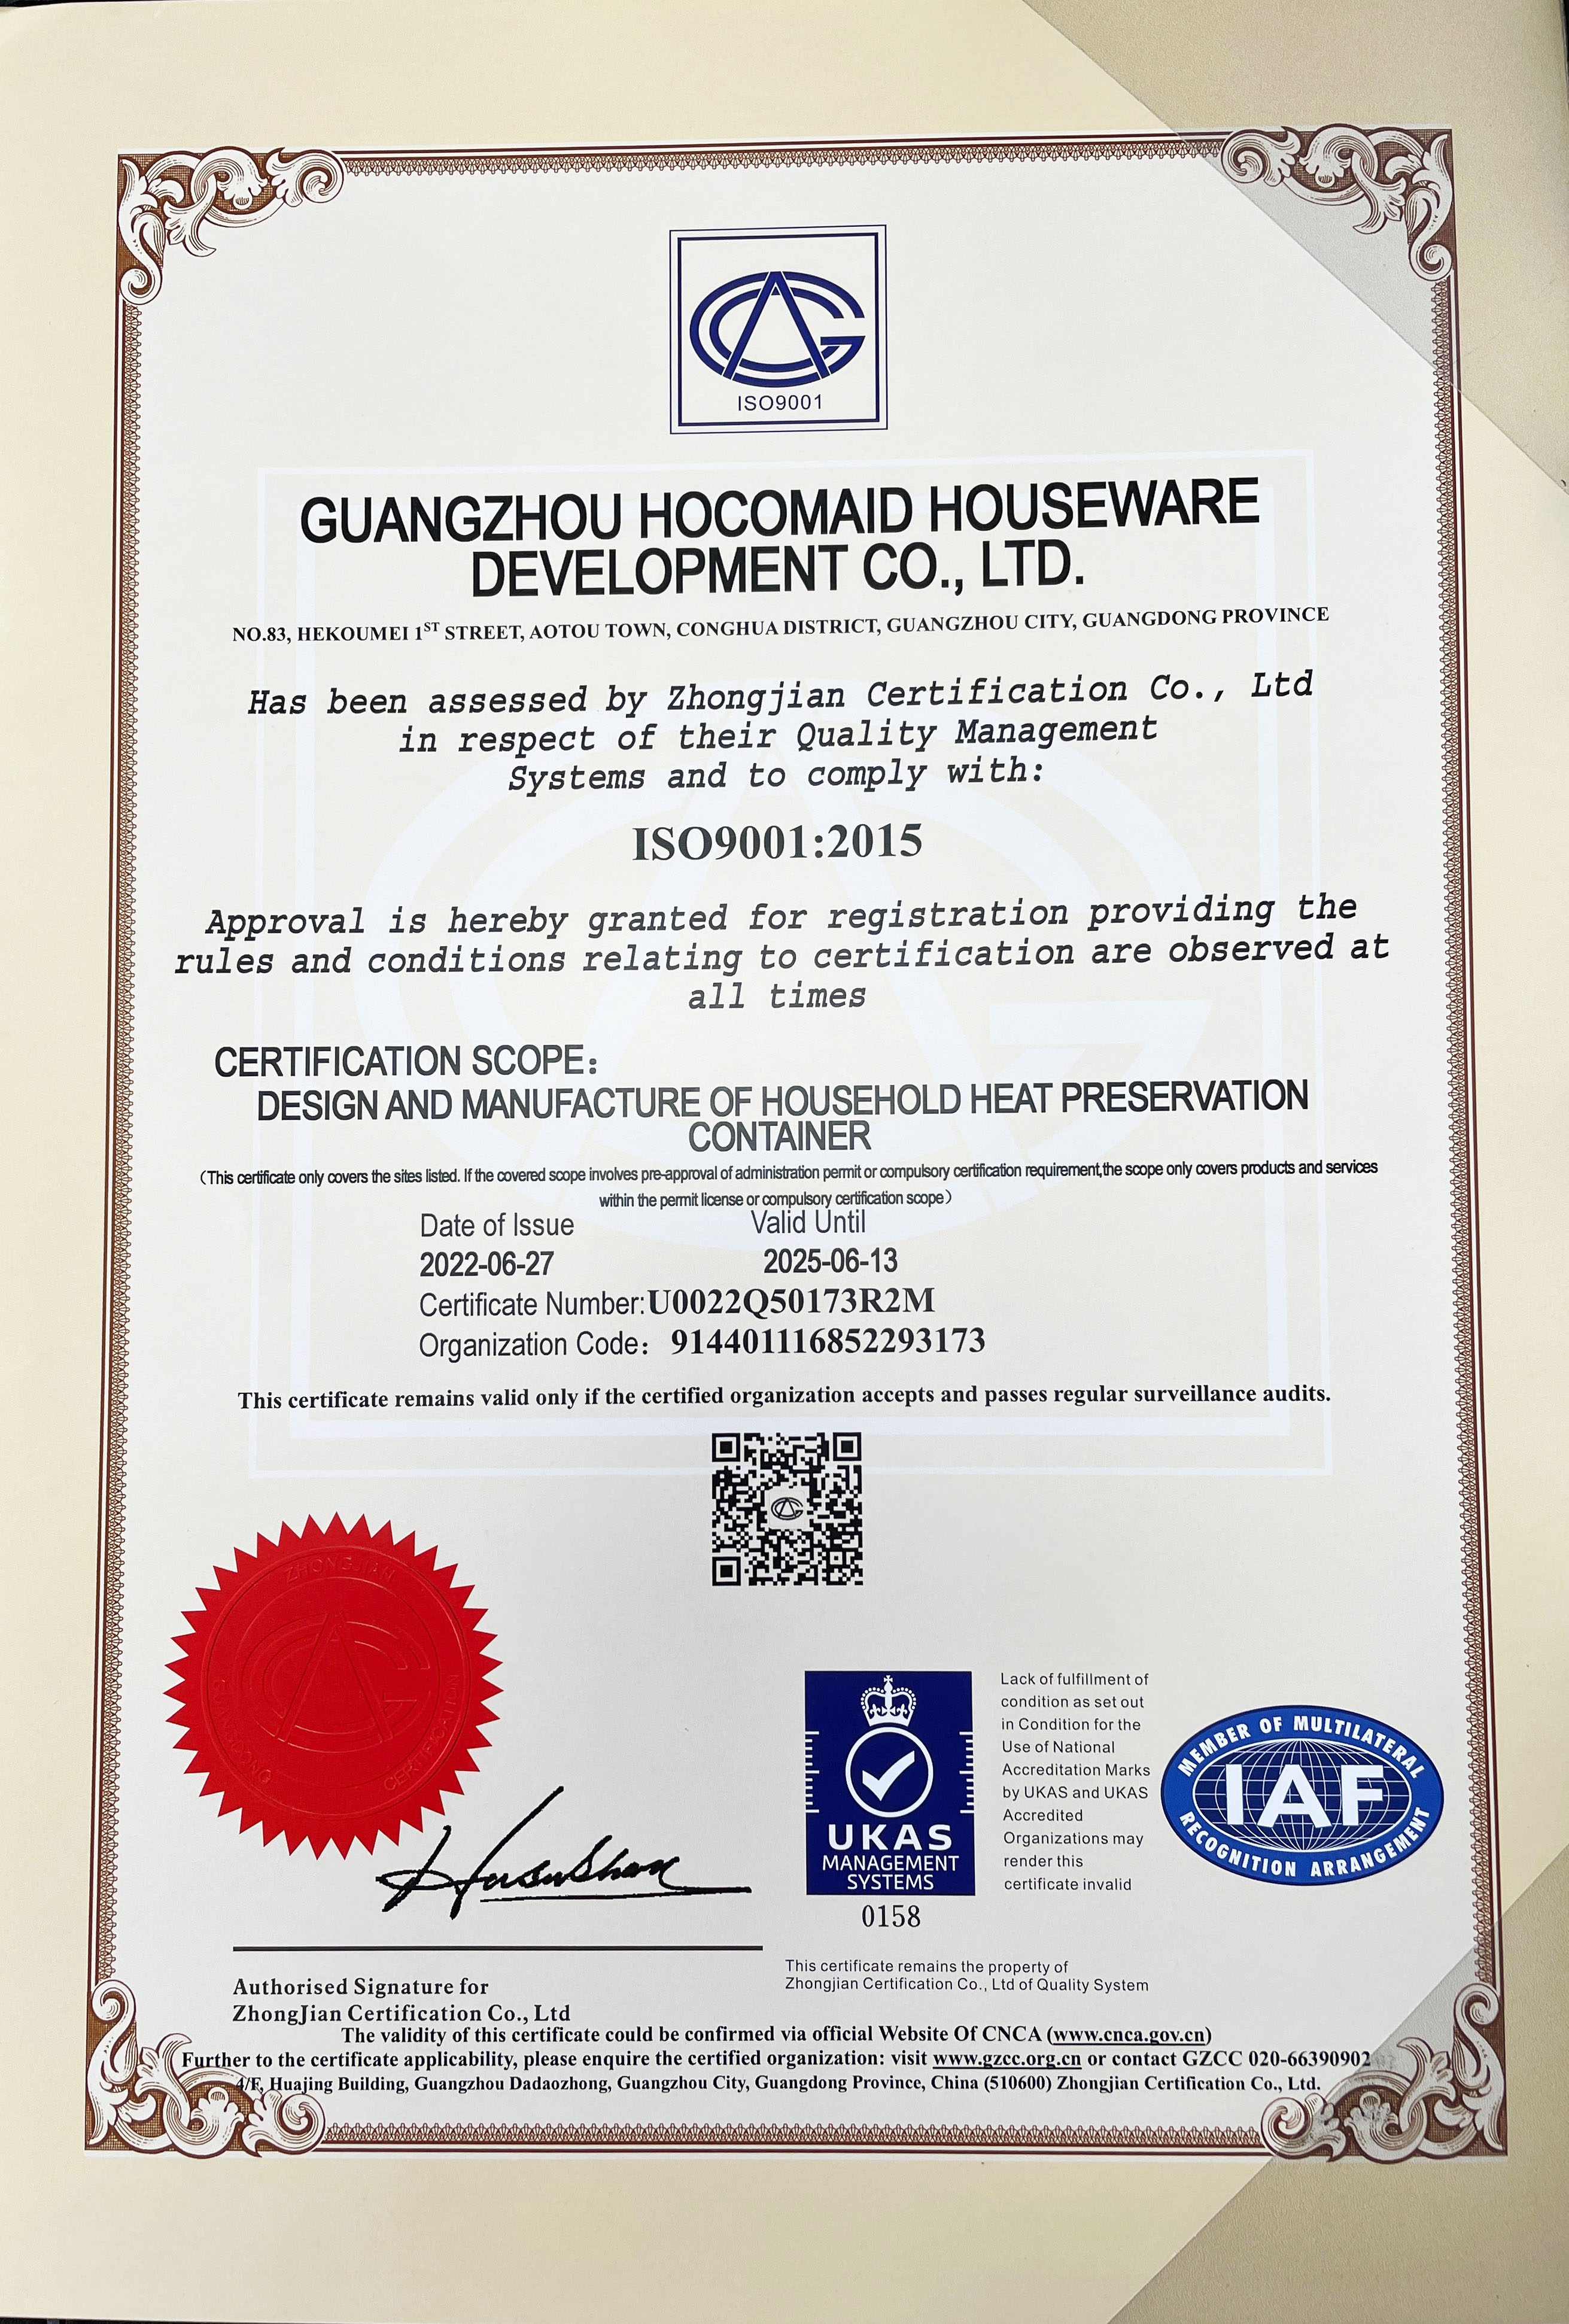 CAG
ISO9001
GUANGZHOU HOCOMAID HOUSEWARE
DEVELOPMENT CO., LTD.
NO.83, HEKOUMEI 1ST STREET, AOTOU TOWN, CONGHUA DISTRICT, GUANGZHOU CITY, GUANGDONG PROVINCE
Has been assessed by Zhongjian Certification Co., Ltd
in respect of their Quality Management
Systems and to comply with:
ISO9001:2015
Approval is hereby granted for registration providing the
rules and conditions relating to certification are observed at
all times
CERTIFICATION SCOPE：
DESIGN AND MANUFACTURE OF HOUSEHOLD HEAT PRESERVATION
CONTAINER
（This certificate only covers the sites listed. If the covered scope involves pre-approval of administration permit or compulsory certification requirement,the scope only covers products and services
within the permit license or compulsory certification scope）
Date of Issue Valid Until
2022-06-27 2025-06-13
Certificate Number:U0022Q50173R2M
Organization Code：914401116852293173
This certificate remains valid only if the certified organization accepts and passes regular surveillance audits.
ZHONGJIAN
CERTIFICATION
UKAS
MANAGEMENT
SYSTEMS
0158
Lack of fulfillment of
condition as set out
in Condition for the
Use of National
Accreditation Marks
by UKAS and UKAS
Accredited
Organizations may
render this
certificate invalid
MEMBER OF MULTILATERAL
IAF
RECOGNITION ARRANGEMENT
This certificate remains the property of
Zhongjian Certification Co., Ltd of Quality System
Authorised Signature for
ZhongJian Certification Co., Ltd
The validity of this certificate could be confirmed via official Website Of CNCA (www.cnca.gov.cn)
Further to the certificate applicability, please enquire the certified organization: visit www.gzcc.org.cn or contact GZCC 020-66390902
4/F, Huajing Building, Guangzhou Dadaozhong, Guangzhou City, Guangdong Province, China (510600) Zhongjian Certification Co., Ltd.